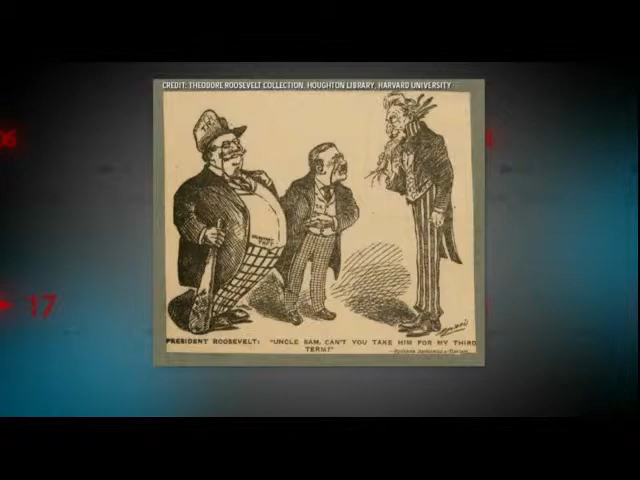 CREDIT: THEODORE ROOSEVELT COLLECTION, HOUGHTON LIBRARY, HARVARD UNIVERSITY
06
17
PRESIDENT ROOSEVELT: "UNCLE SAM, CAN'T YOU TAKE HIM FOR MY THIRD
TERM?"